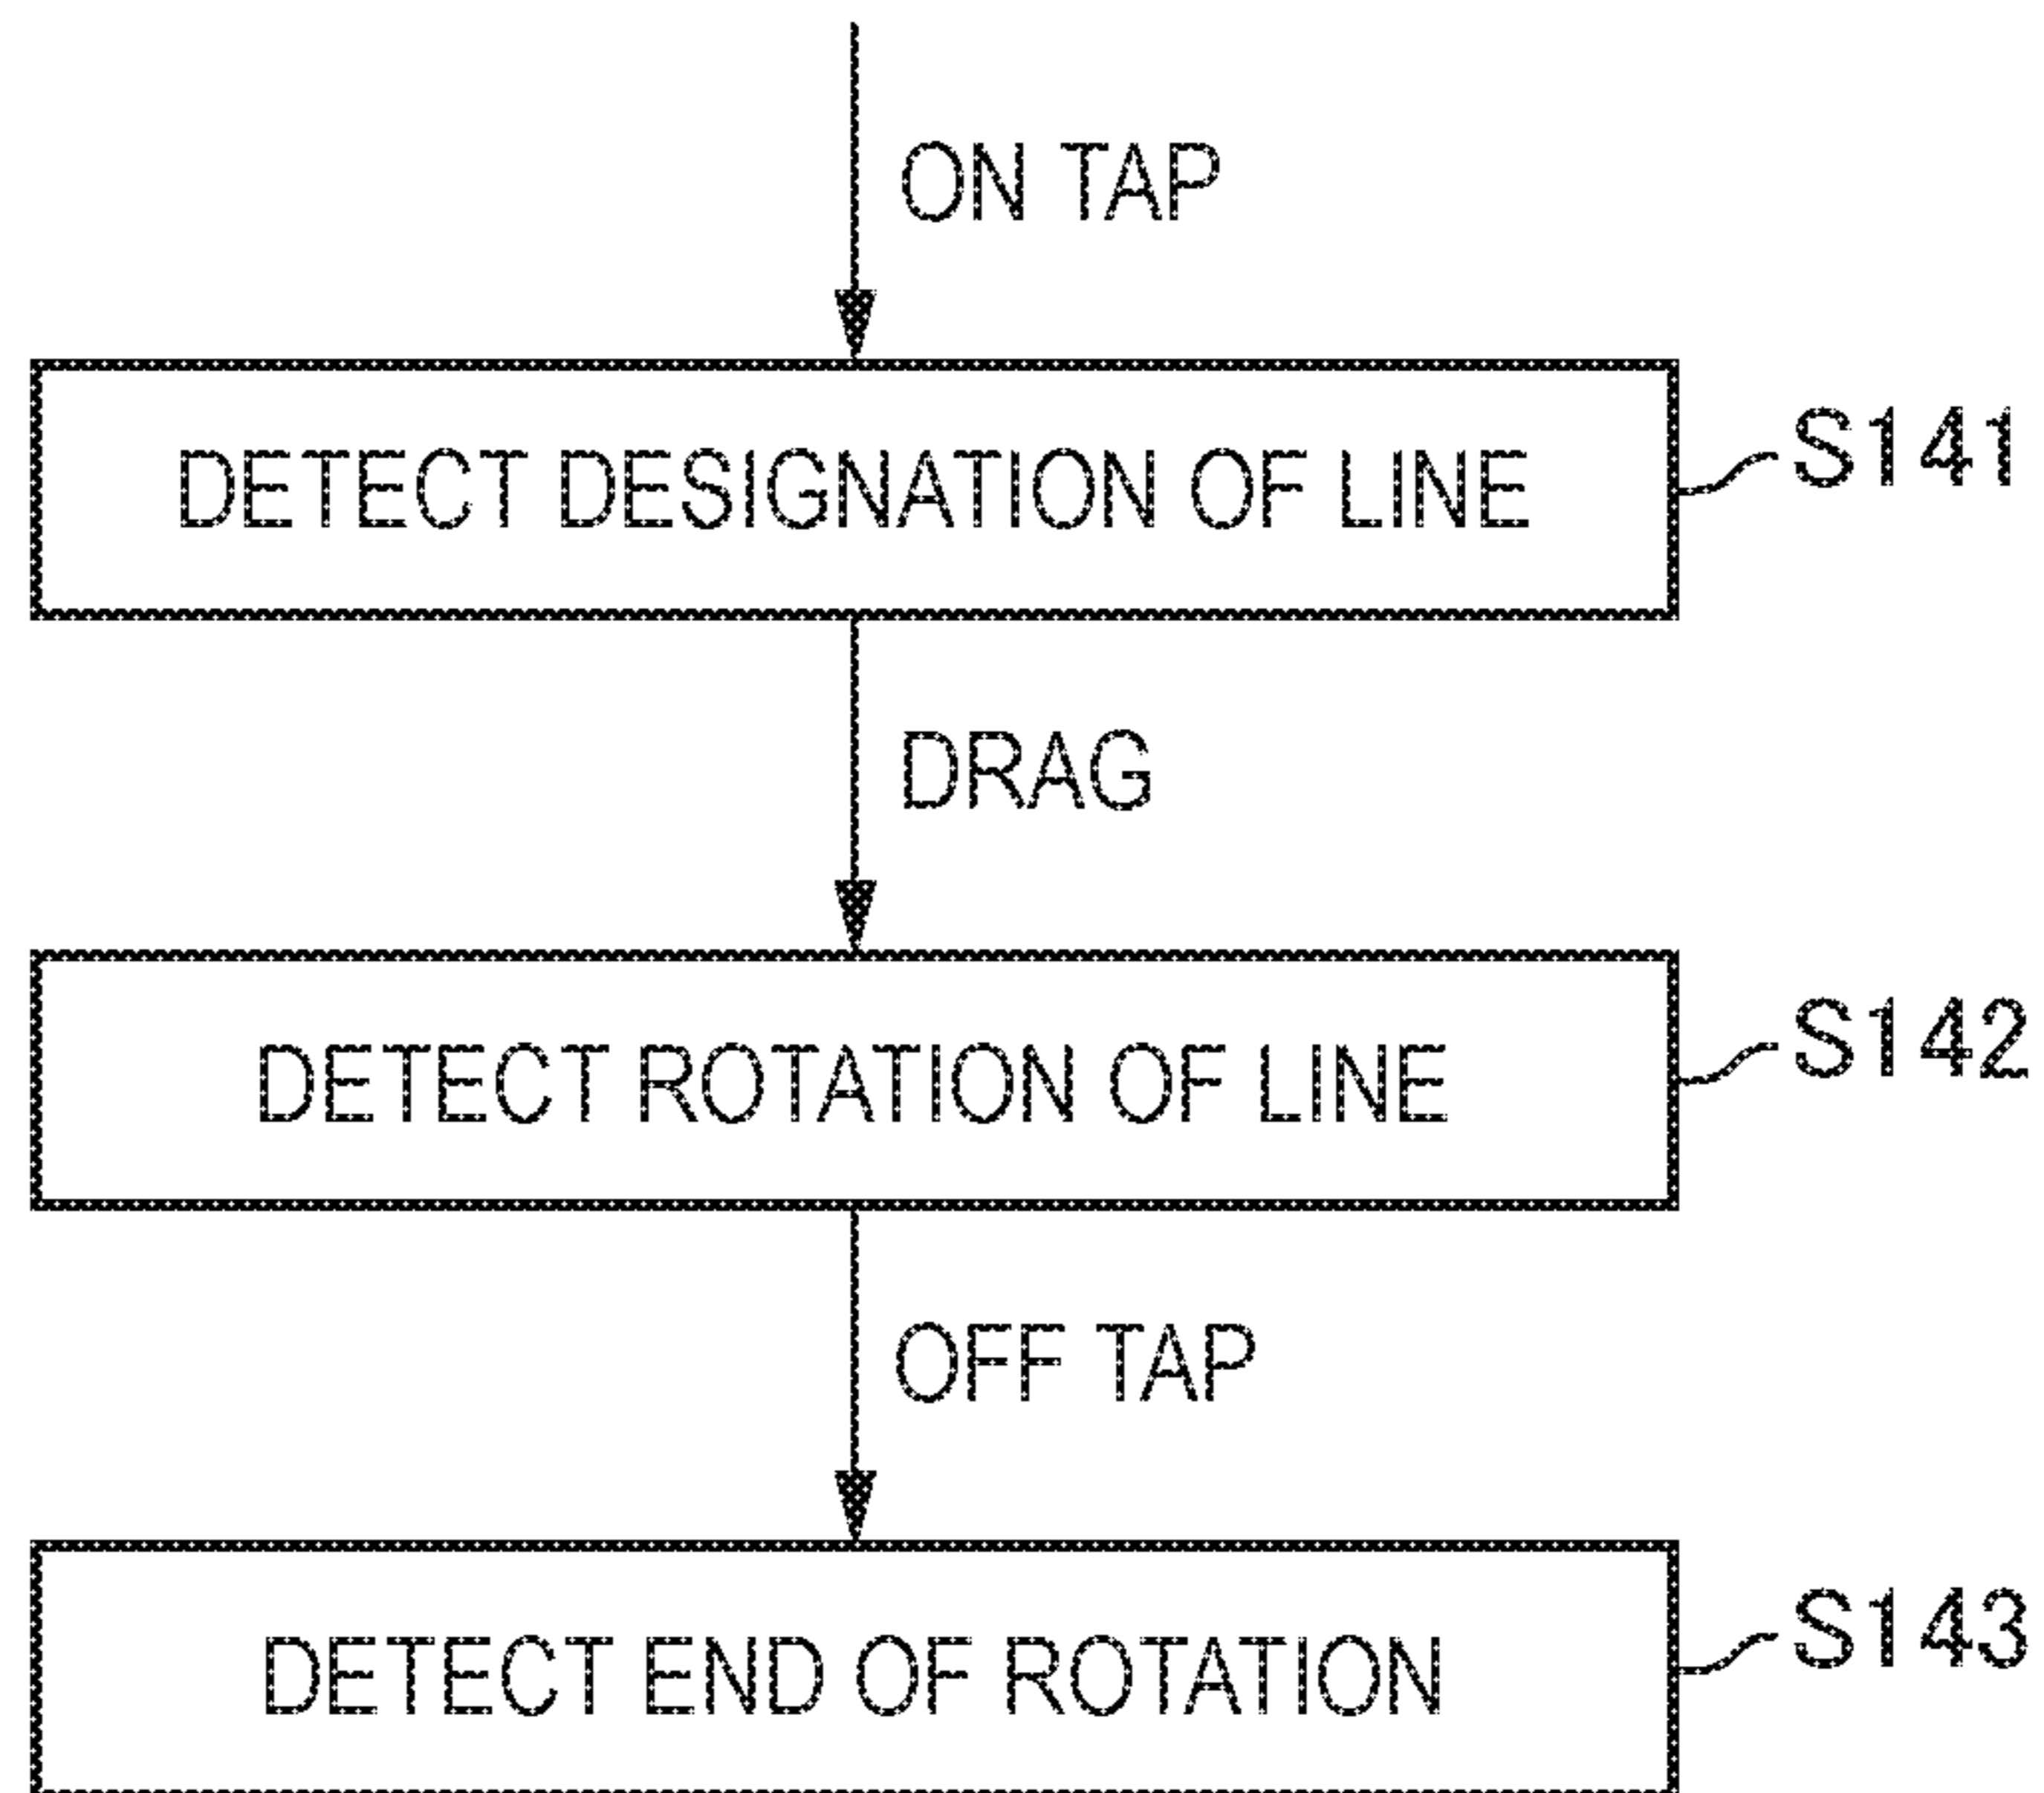 ON TAP
DETECT DESIGNATION OF LINE
S141
DRAG
DETECT ROTATION OF LINE
S142
OFF TAP
DETECT END OF ROTATION
S143